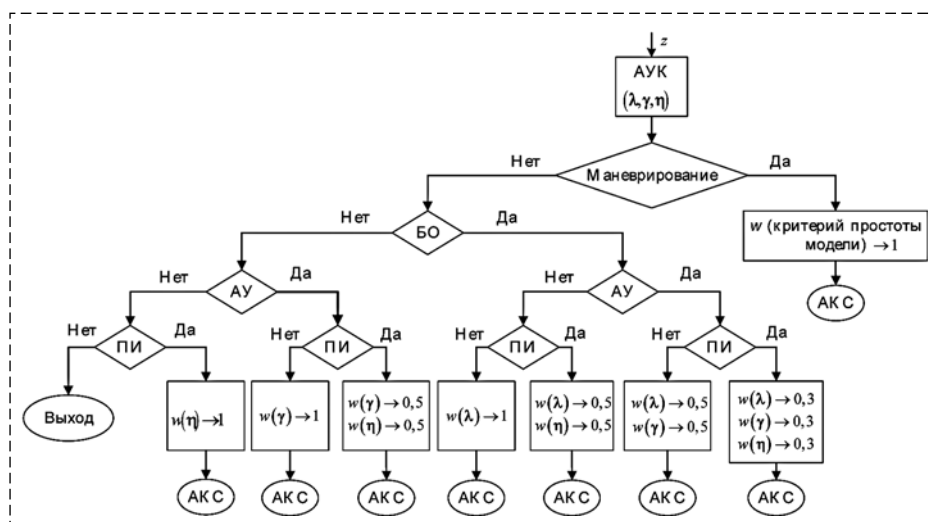 z
АУК
(λ,γ,η)
Нет
Маневрирование
Да
Нет
БО
Да
w (критерий простоты
модели) → 1
АКС
Нет
АУ
Да
Нет
АУ
Да
Нет
ПИ
Да
Нет
ПИ
Да
Нет
ПИ
Да
Нет
ПИ
Да
Выход
w(η) → 1
w(γ) → 1
w(γ) → 0,5
w(η) → 0,5
w(λ) → 1
w(λ) → 0,5
w(η) → 0,5
w(λ) → 0,5
w(γ) → 0,5
w(λ) → 0,3
w(γ) → 0,3
w(η) → 0,3
АКС
АКС
АКС
АКС
АКС
АКС
АКС